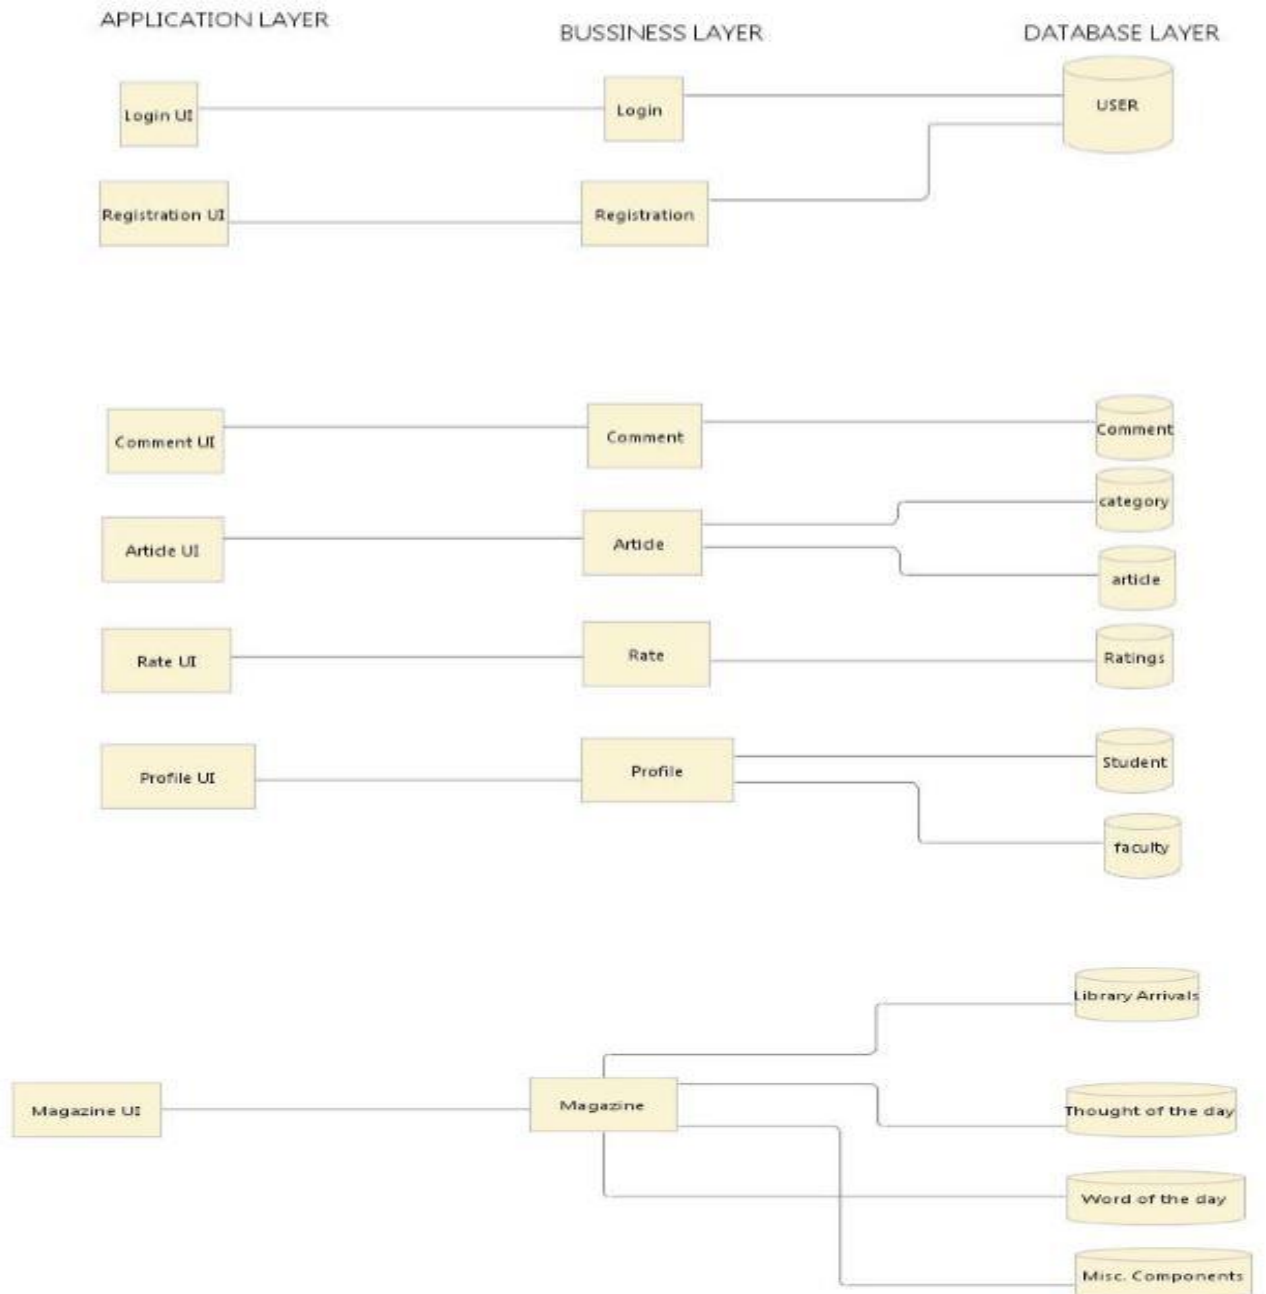 APPLICATION LAYER
BUSSINESS LAYER
DATABASE LAYER
Login UI
Login
USER
Registration UI
Registration
Comment UI
Comment
Comment
category
Article UI
Article
article
Rate UI
Rate
Ratings
Profile UI
Profile
Student
faculty
Library Arrivals
Magazine UI
Magazine
Thought of the day
Word of the day
Misc. Components